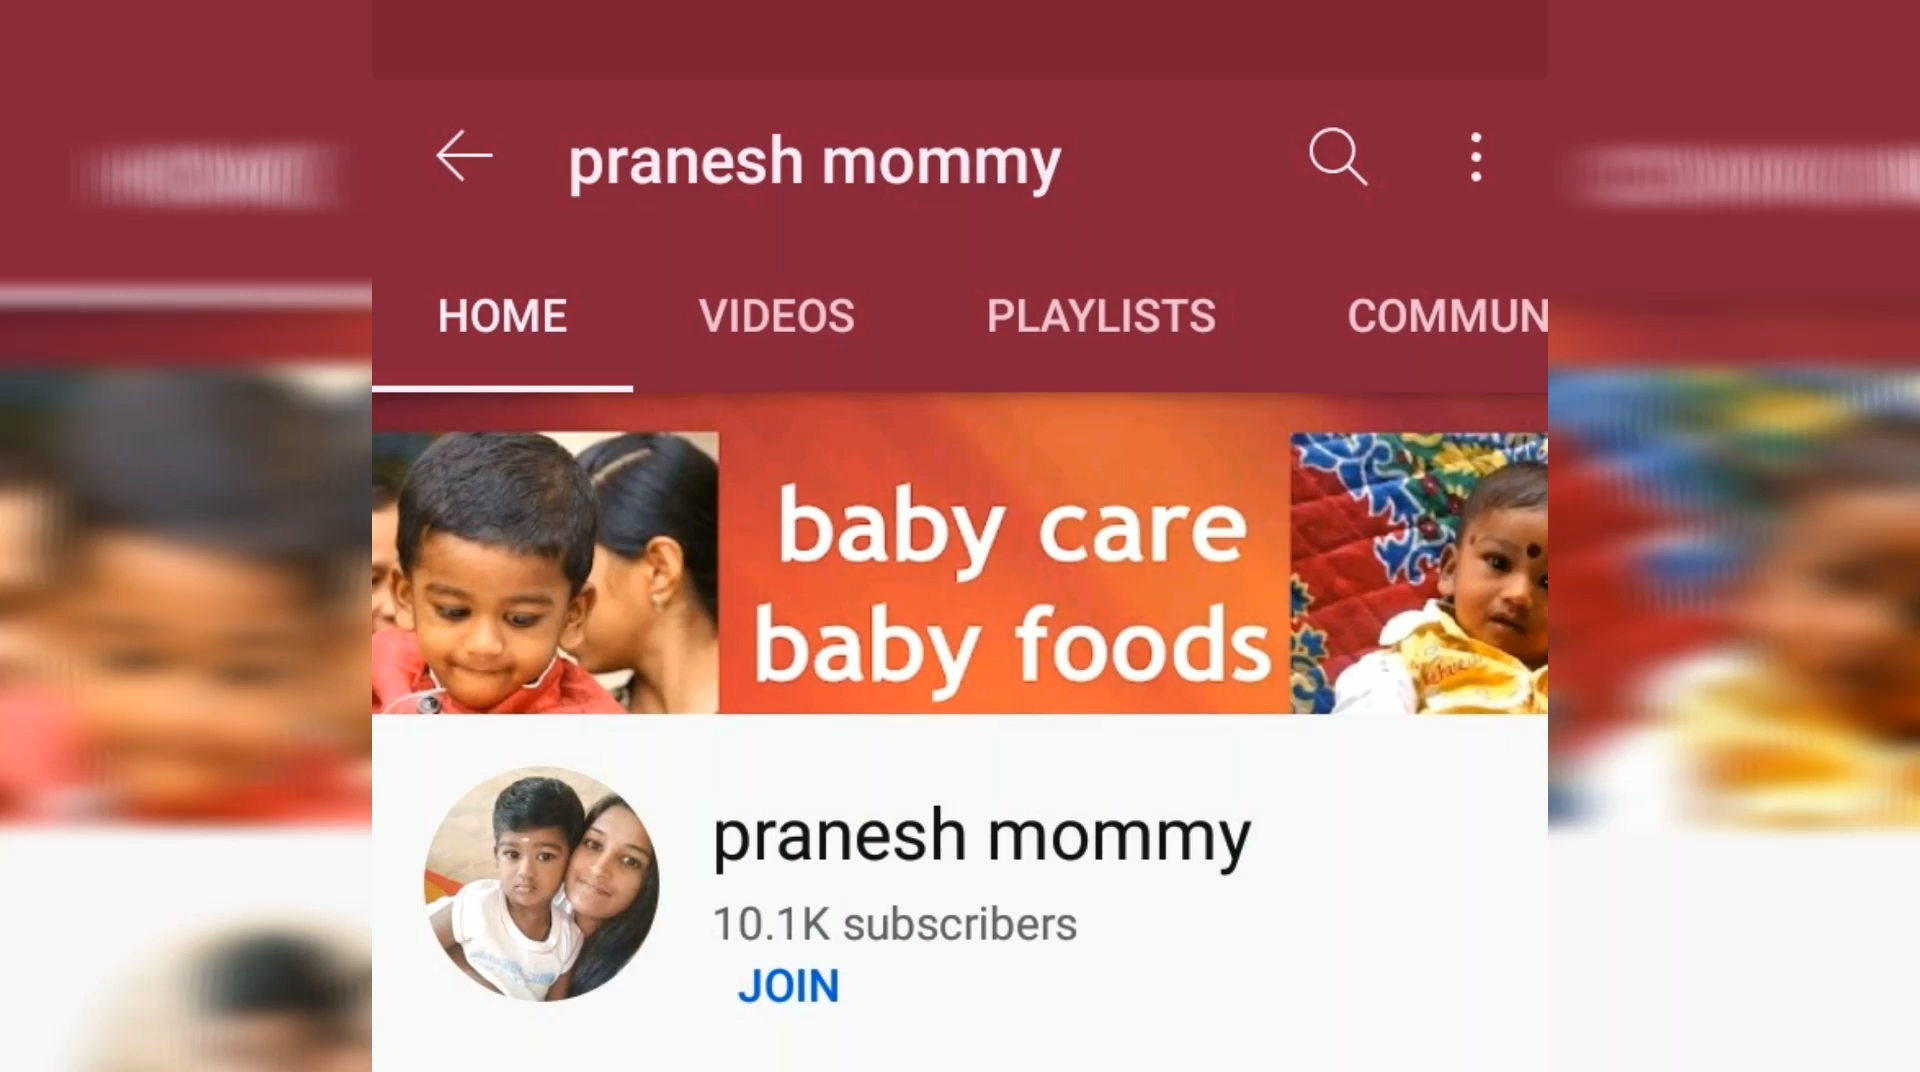 pranesh mommy
HOME VIDEOS PLAYLISTS COMMUN
baby care
baby foods
pranesh mommy
10.1K subscribers
JOIN